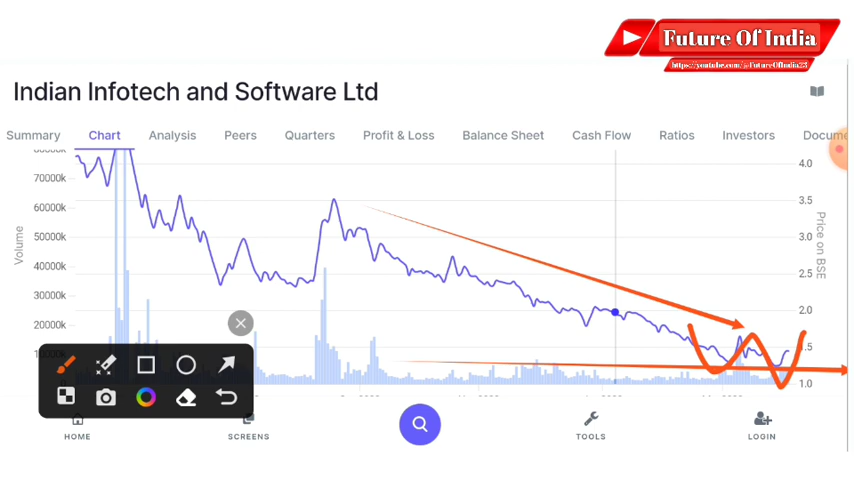 Future Of India
https://youtube.com/@FutureOfIndia23
Indian Infotech and Software Ltd
Summary Chart Analysis Peers Quarters Profit & Loss Balance Sheet Cash Flow Ratios Investors Docume
80000k 4.0
70000k
60000k 3.5
50000k 3.0
40000k 2.5
30000k 2.0
20000k
1.0
Volume
Price on BSE
HOME SCREENS TOOLS LOGIN